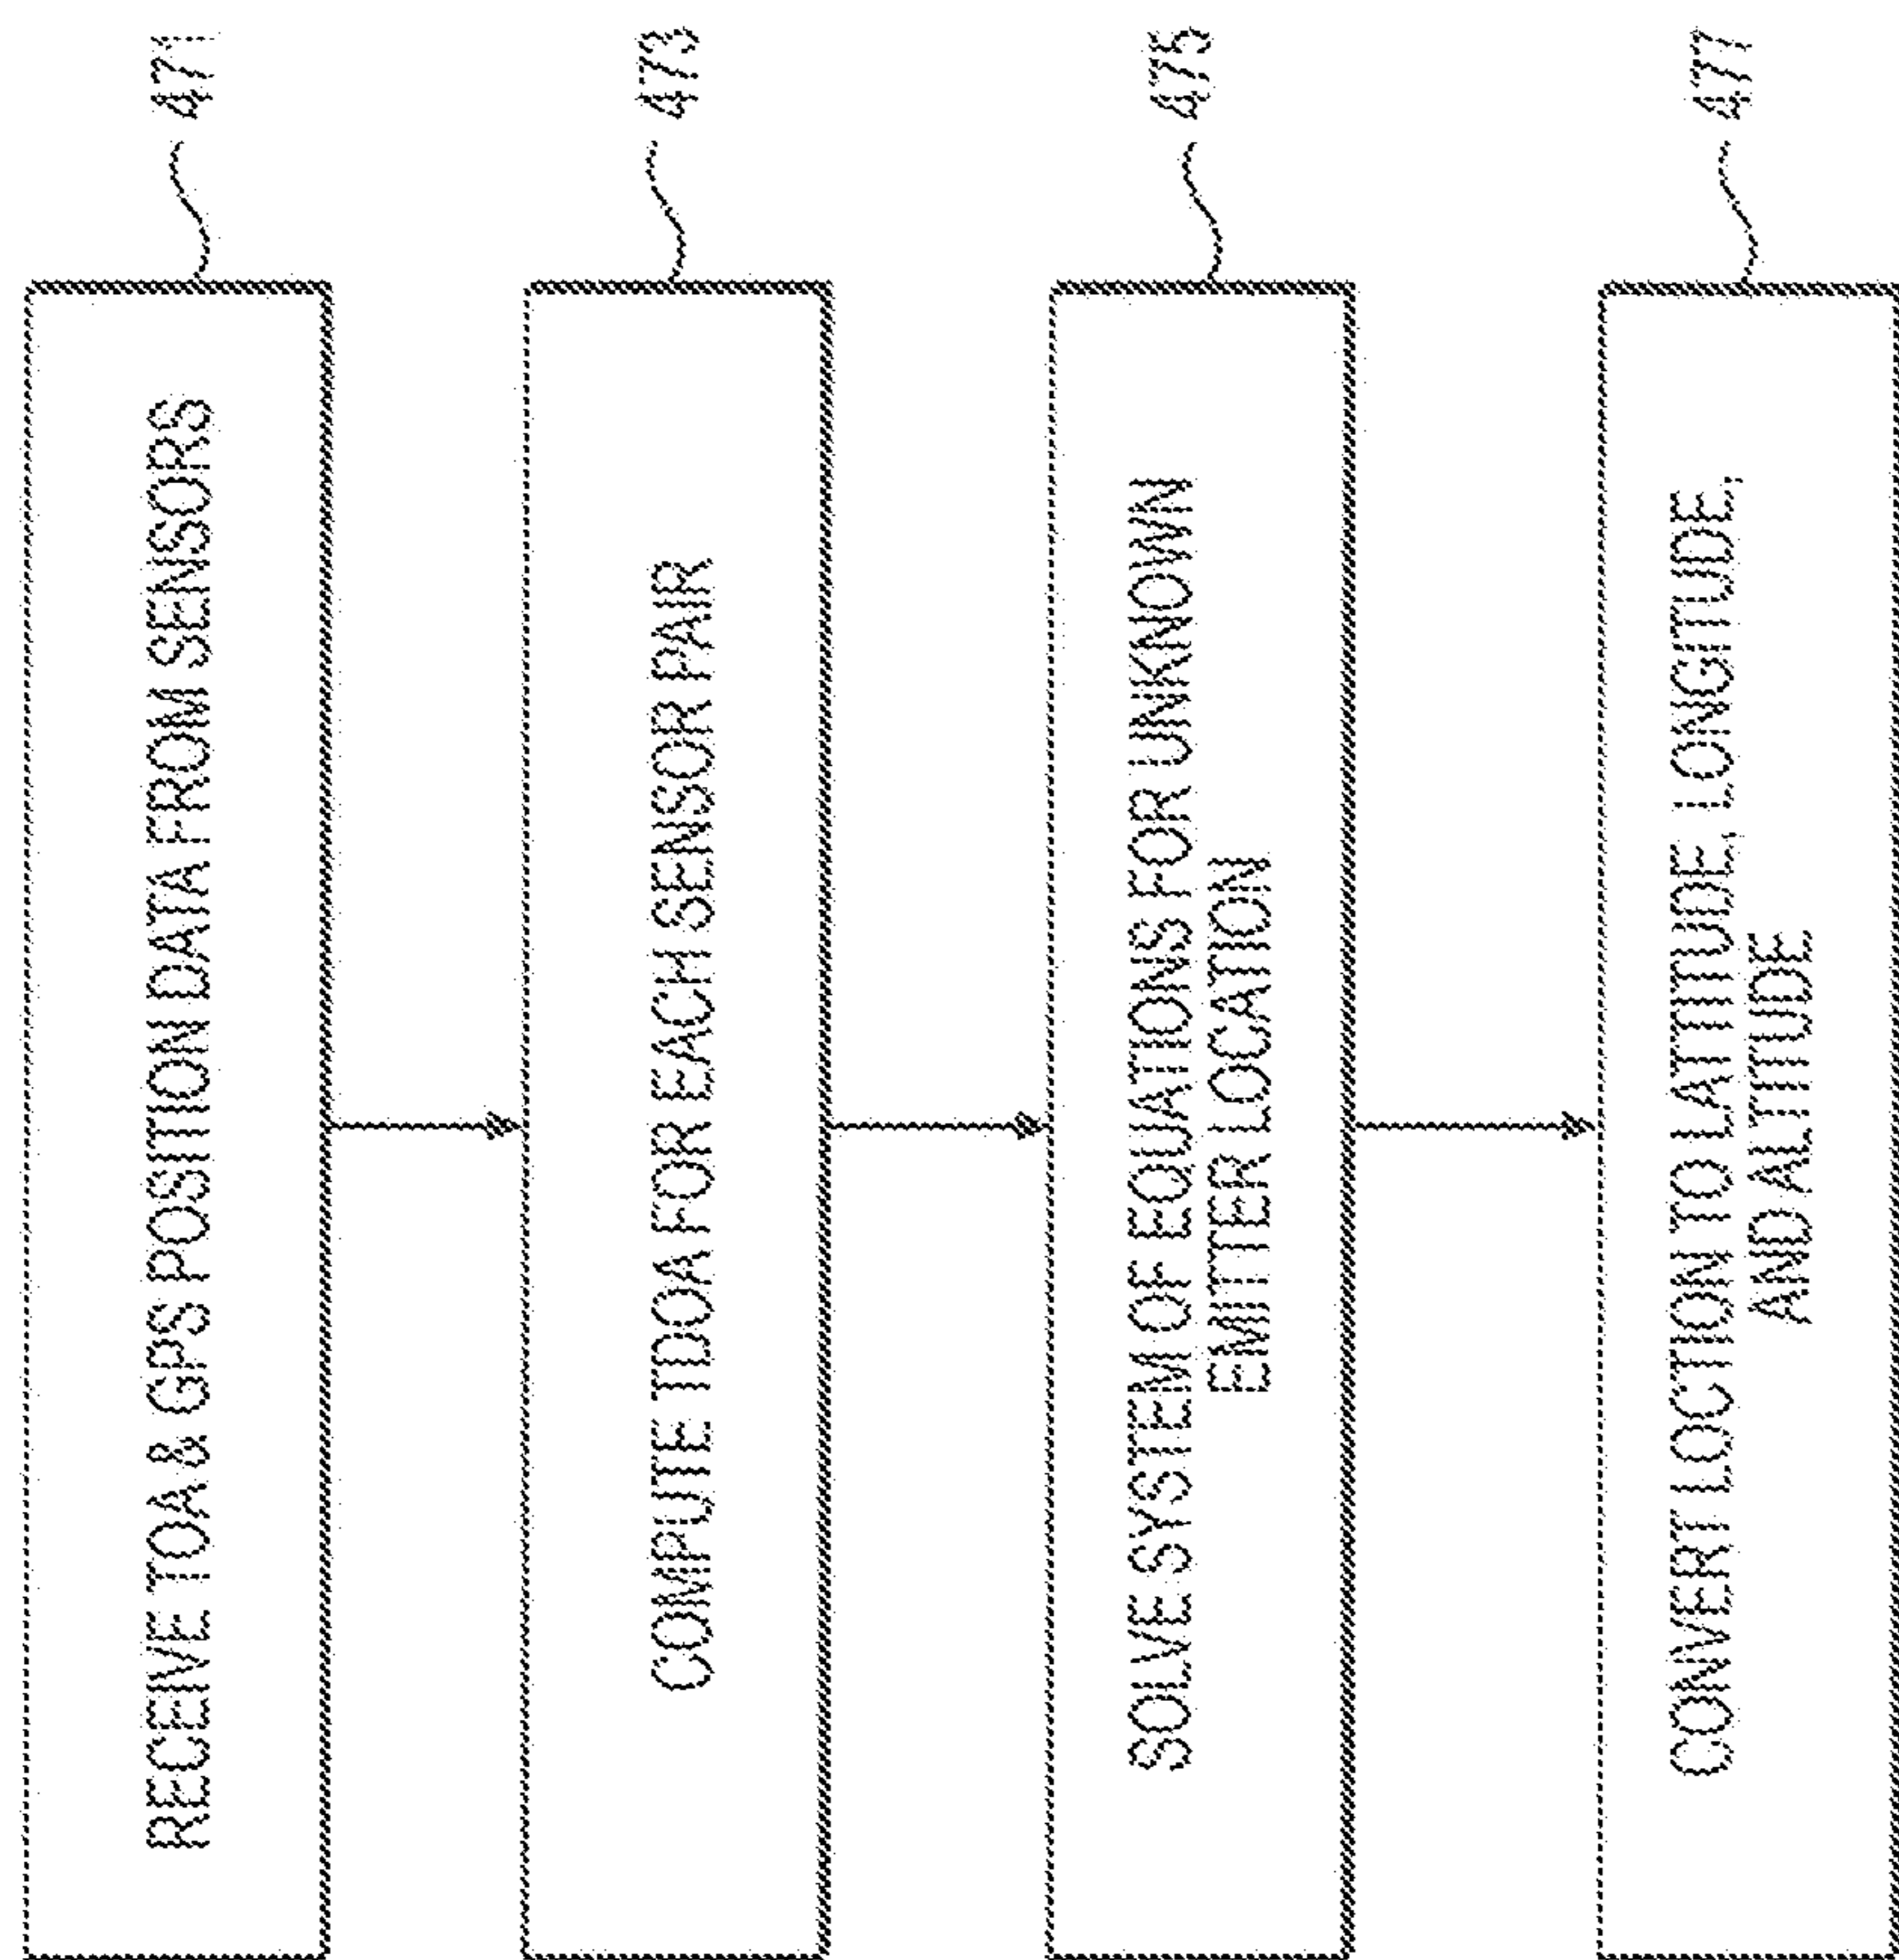 RECEIVE TOA & GPS POSITION DATA FROM SENSORS
471
COMPUTE TDOA FOR EACH SENSOR PAIR
473
SOLVE SYSTEM OF EQUATIONS FOR UNKNOWN
EMITTER LOCATION
475
CONVERT LOCTION TO LATITUDE, LONGITUDE,
AND ALTITUDE
477